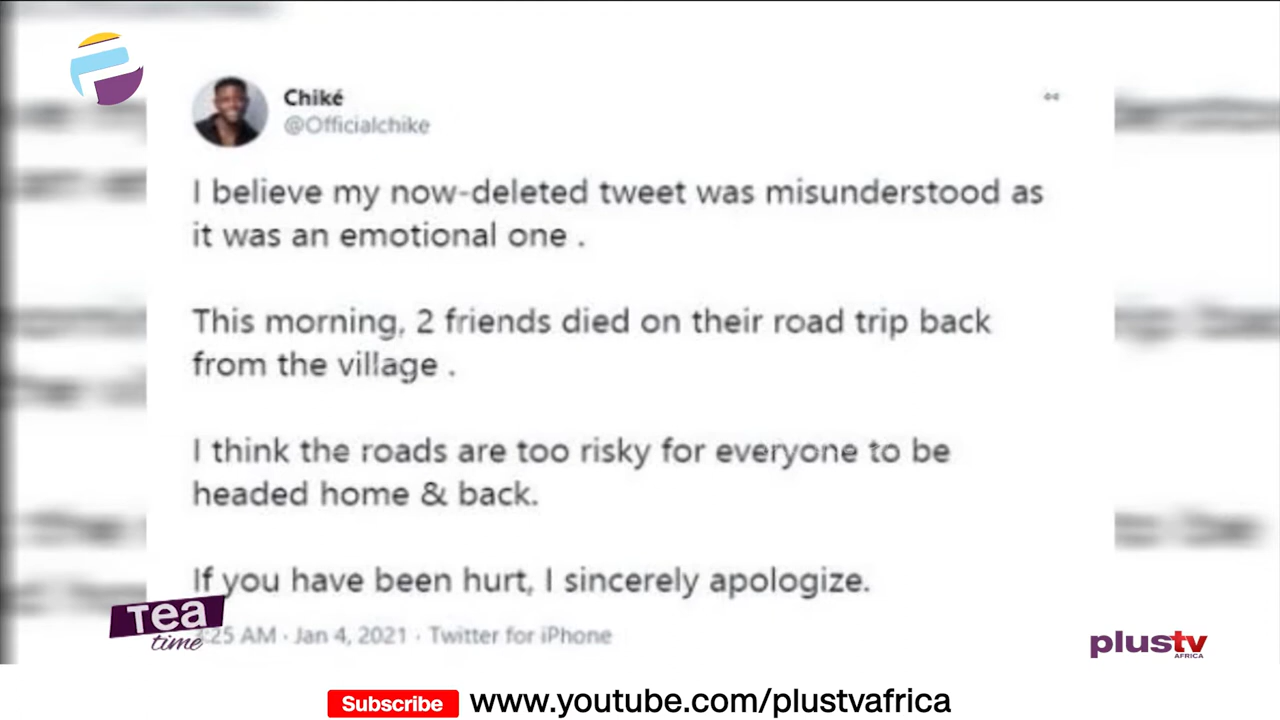 Chiké
@Officialchike
I believe my now-deleted tweet was misunderstood as
it was an emotional one .
This morning, 2 friends died on their road trip back
from the village .
I think the roads are too risky for everyone to be
headed home & back.
If you have been hurt, I sincerely apologize.
:25 AM · Jan 4, 2021 · Twitter for iPhone
Tea
time
plustv
AFRICA
Subscribe www.youtube.com/plustvafrica